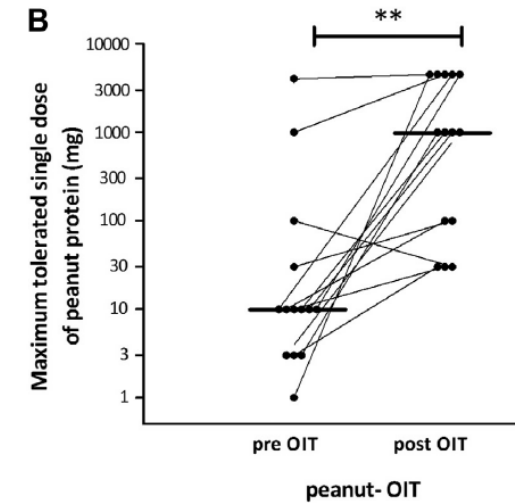 B
**
10000
3000
1000
300
100
30
10
3
1
Maximum tolerated single dose
of peanut protein (mg)
pre OIT
post OIT
peanut- OIT